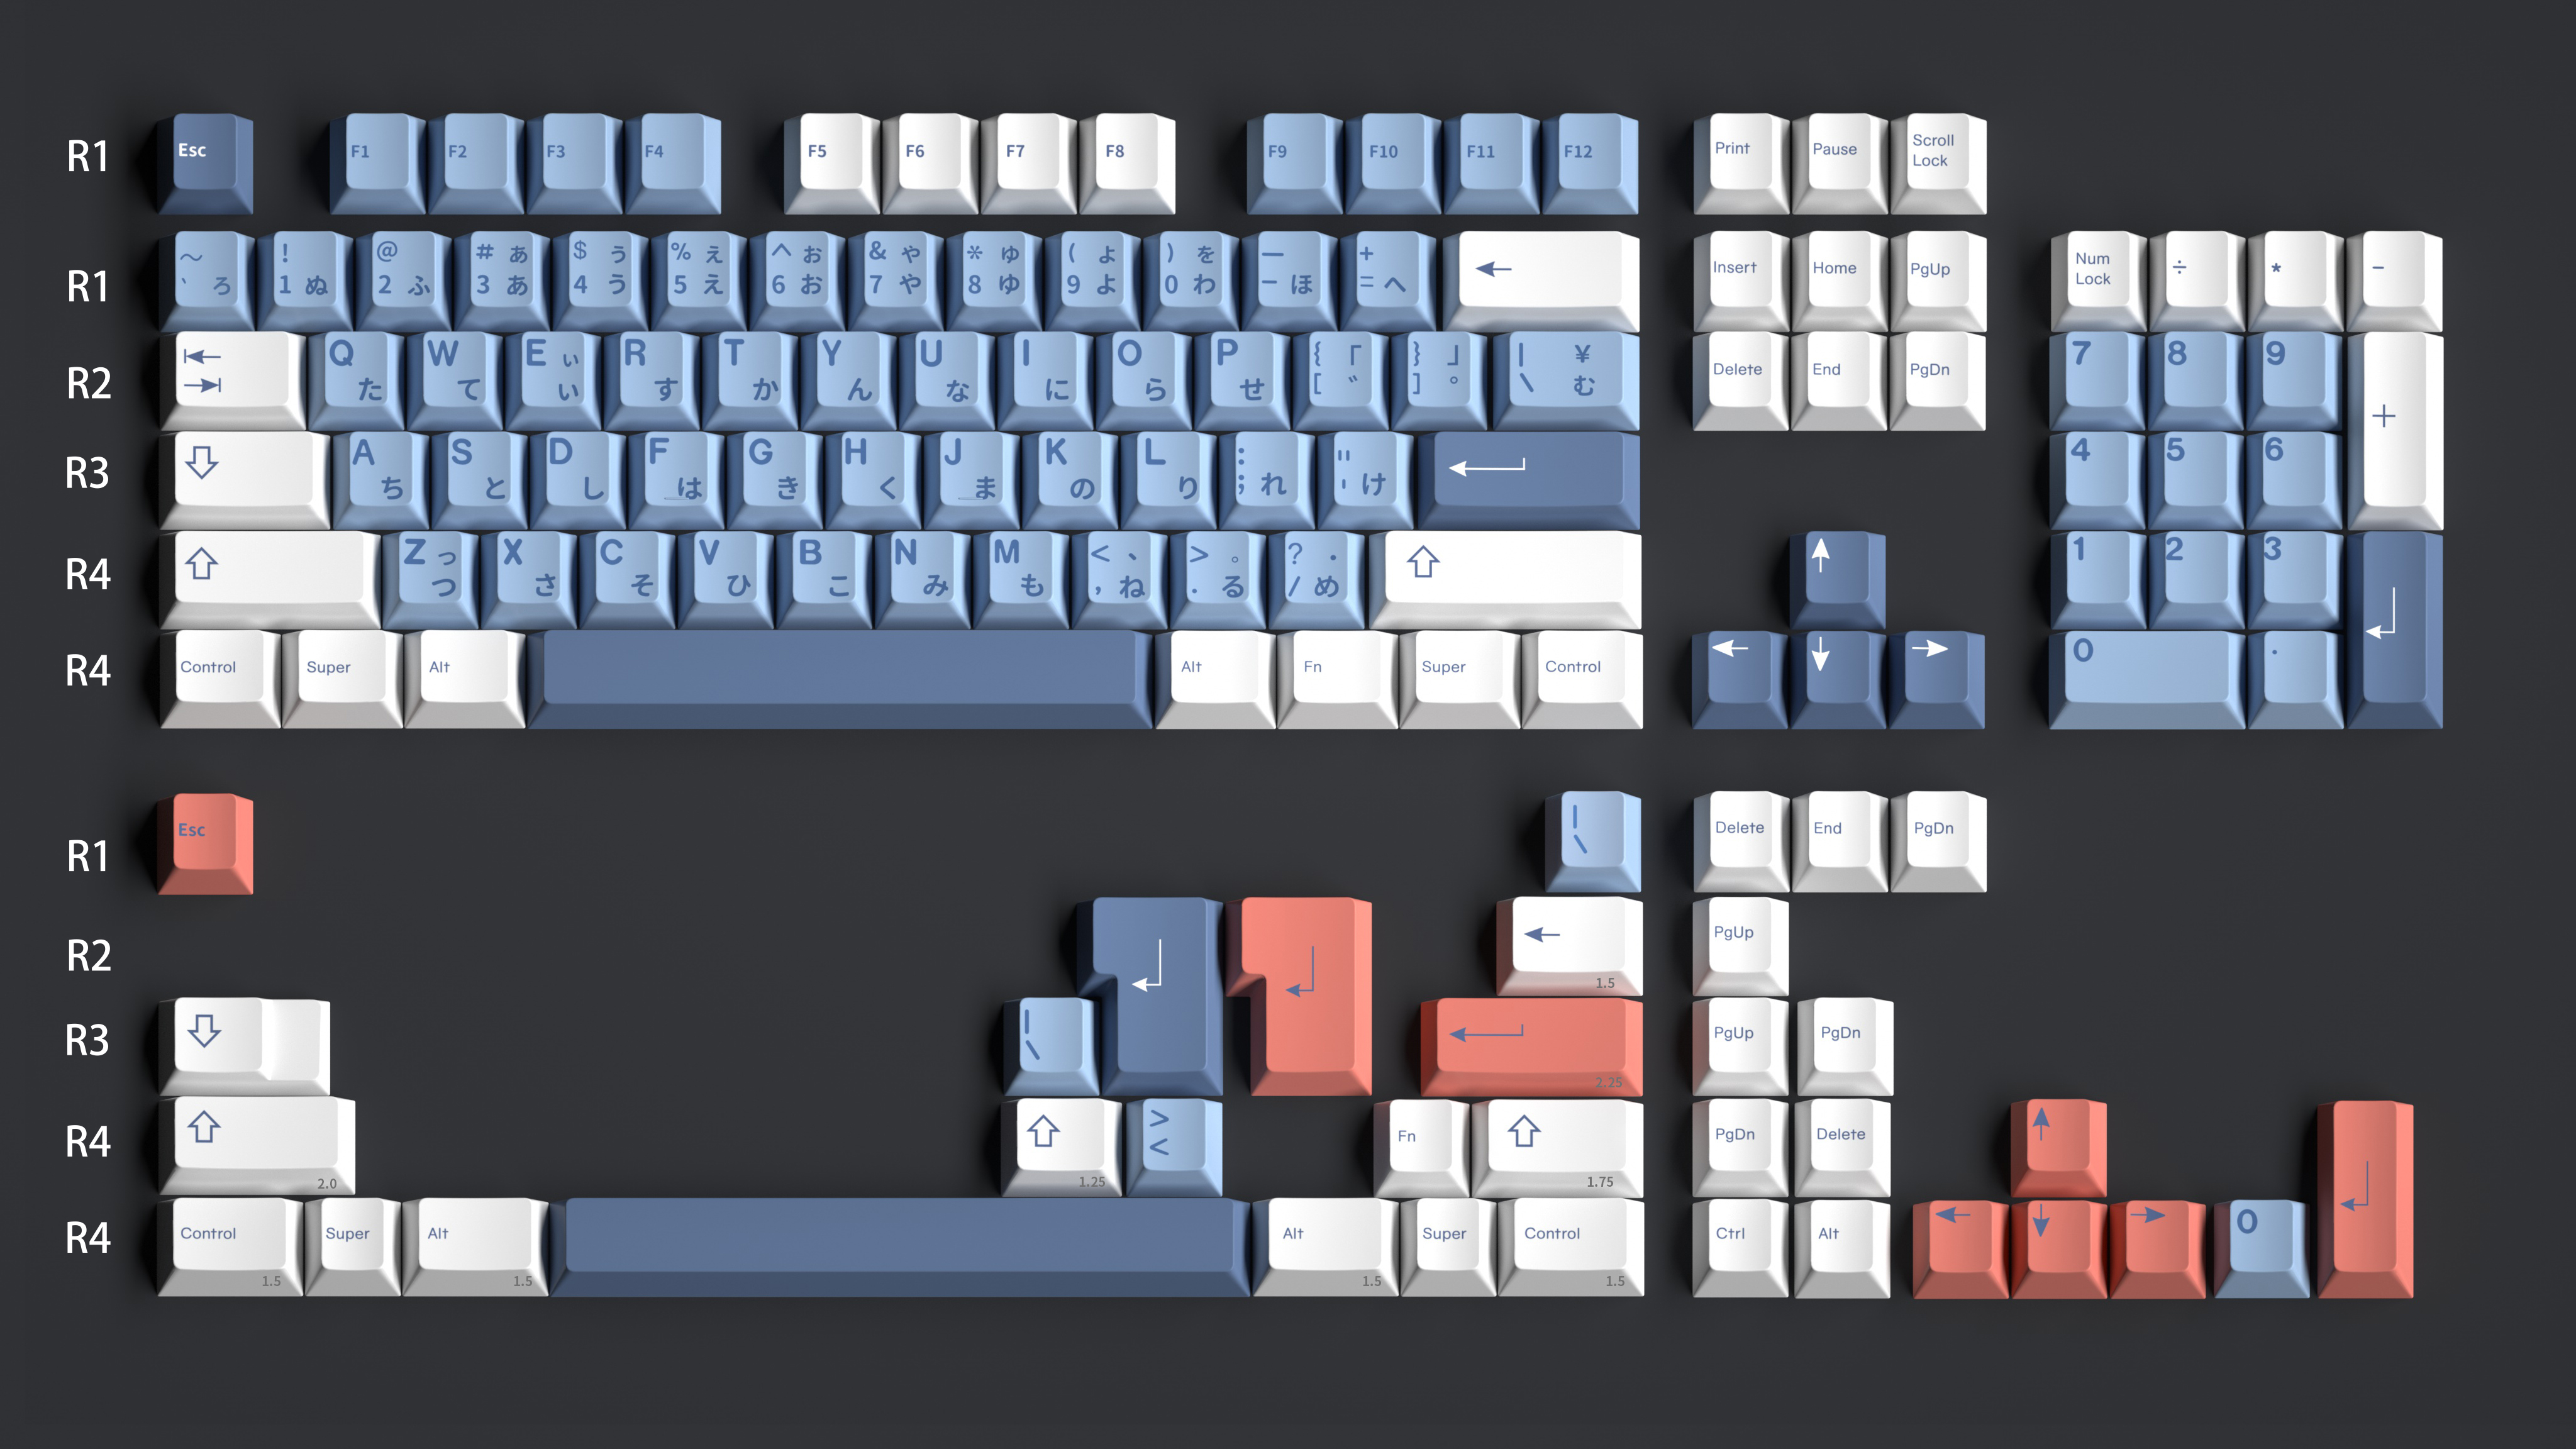 R1 Esc F1 F2 F3 F4 F5 F6 F7 F8 F9 F10 F11 F12 Print Pause Scroll
Lock
~ ! @ # ぁ $ ぅ % ぇ ^ ぉ & ゃ * ゅ ( ょ ) を — +
R1 ` ろ 1 ぬ 2 ふ 3 あ 4 う 5 え 6 お 7 や 8 ゆ 9 よ 0 わ - ほ = へ ← Insert Home PgUp Num ÷ * -
Lock
⇤ Q W E ぃ R T Y U I O P { 「 } 」 | ¥
R2 ⇥ た て い す か ん な に ら せ [ ゛ ] ゜ \ む Delete End PgDn 7 8 9 +
A S D F G H J K L : "
R3 ⇩ ち と し は き く ま の り ; れ ' け ↵ 4 5 6
Z っ X C V B N M < 、 > 。 ? ・
R4 ⇧ つ さ そ ひ こ み も , ね . る / め ⇧ ↑ 1 2 3 ↵
R4 Control Super Alt Alt Fn Super Control ← ↓ → 0 .
R1 Esc |
\ Delete End PgDn
R2 ↵ ↵ ← 1.5 PgUp
R3 ⇩ |
\ ↵ 2.25 PgUp PgDn
R4 ⇧ 2.0 ⇧ 1.25 >
< Fn ⇧ 1.75 PgDn Delete ↑ ↵
R4 Control 1.5 Super Alt 1.5 Alt 1.5 Super Control 1.5 Ctrl Alt ← ↓ → 0